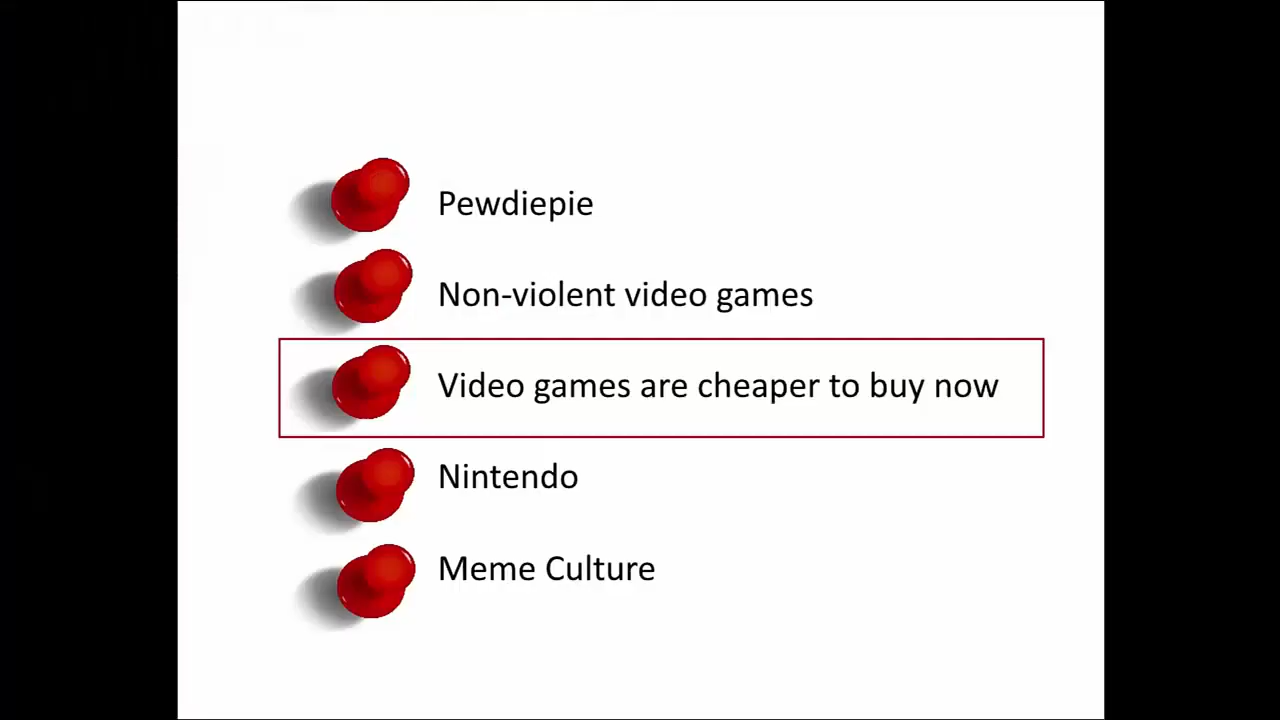 Pewdiepie
Non-violent video games
Video games are cheaper to buy now
Nintendo
Meme Culture